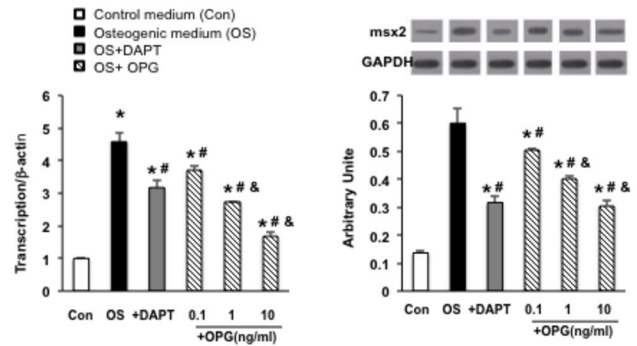 Control medium (Con)
Osteogenic medium (OS)
OS+DAPT
OS+ OPG
msx2
GAPDH
Transcription/β-actin
6
5
4
3
2
1
0
*
* #
* #
* # &
* # &
Con OS +DAPT 0.1 1 10
+OPG(ng/ml)
Arbitrary Unite
0.7
0.6
0.5
0.4
0.3
0.2
0.1
0
* #
* #
* # &
* # &
Con OS +DAPT 0.1 1 10
+OPG(ng/ml)